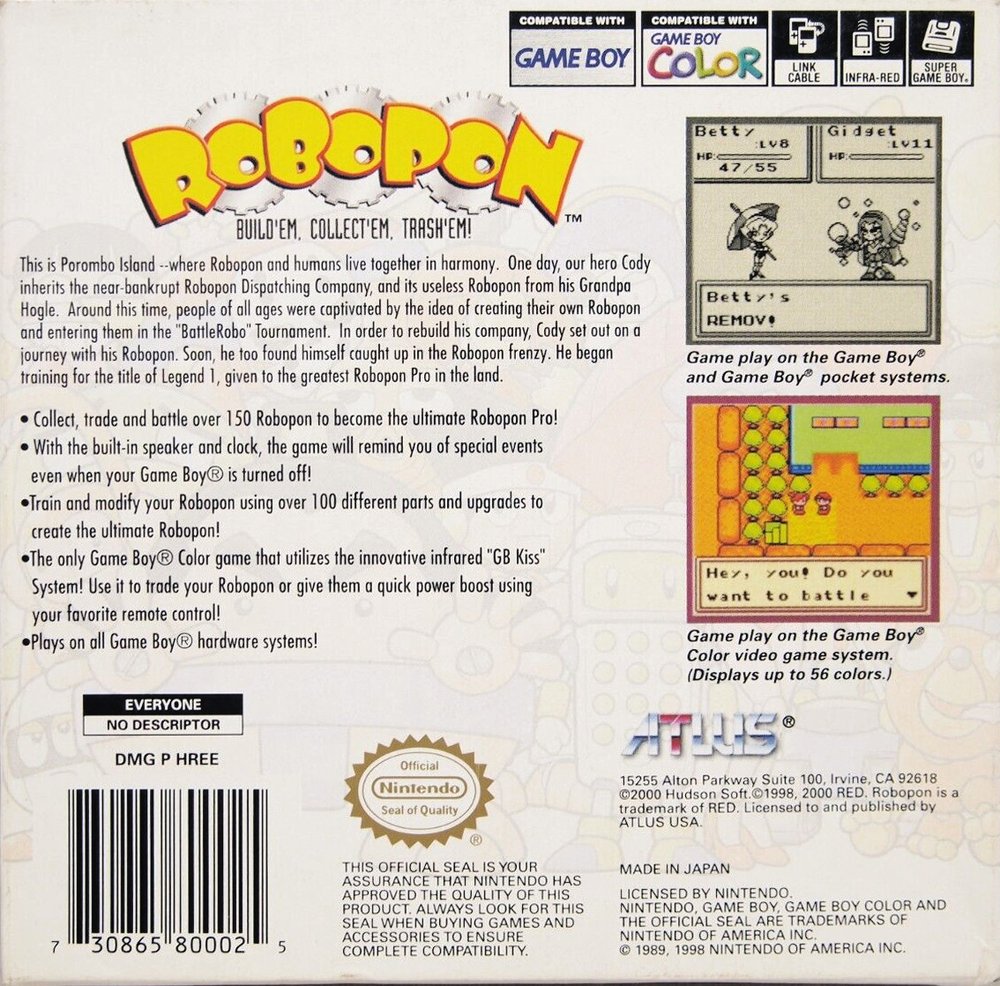 COMPATIBLE WITH
GAME BOY
COMPATIBLE WITH
GAME BOY
COLOR
LINK
CABLE
INFRA-RED
SUPER
GAME BOY®
ROBOPON™
BUILD'EM, COLLECT'EM, TRASH'EM!
This is Porombo Island --where Robopon and humans live together in harmony. One day, our hero Cody
inherits the near-bankrupt Robopon Dispatching Company, and its useless Robopon from his Grandpa
Hogle. Around this time, people of all ages were captivated by the idea of creating their own Robopon
and entering them in the "BattleRobo" Tournament. In order to rebuild his company, Cody set out on a
journey with his Robopon. Soon, he too found himself caught up in the Robopon frenzy. He began
training for the title of Legend 1, given to the greatest Robopon Pro in the land.
• Collect, trade and battle over 150 Robopon to become the ultimate Robopon Pro!
• With the built-in speaker and clock, the game will remind you of special events
even when your Game Boy® is turned off!
•Train and modify your Robopon using over 100 different parts and upgrades to
create the ultimate Robopon!
•The only Game Boy® Color game that utilizes the innovative infrared "GB Kiss"
System! Use it to trade your Robopon or give them a quick power boost using
your favorite remote control!
•Plays on all Game Boy® hardware systems!
Betty
:LV8
HP:
47/55
Gidget
:LV11
HP:
Betty's
REMOV!
Game play on the Game Boy®
and Game Boy® pocket systems.
Hey, you! Do you
want to battle
Game play on the Game Boy®
Color video game system.
(Displays up to 56 colors.)
EVERYONE
NO DESCRIPTOR
DMG P HREE
7 30865 80002 5
Official
Nintendo
Seal of Quality
®
THIS OFFICIAL SEAL IS YOUR
ASSURANCE THAT NINTENDO HAS
APPROVED THE QUALITY OF THIS
PRODUCT. ALWAYS LOOK FOR THIS
SEAL WHEN BUYING GAMES AND
ACCESSORIES TO ENSURE
COMPLETE COMPATIBILITY.
ATLUS®
15255 Alton Parkway Suite 100, Irvine, CA 92618
©2000 Hudson Soft.©1998, 2000 RED. Robopon is a
trademark of RED. Licensed to and published by
ATLUS USA.
MADE IN JAPAN
LICENSED BY NINTENDO.
NINTENDO, GAME BOY, GAME BOY COLOR AND
THE OFFICIAL SEAL ARE TRADEMARKS OF
NINTENDO OF AMERICA INC.
© 1989, 1998 NINTENDO OF AMERICA INC.